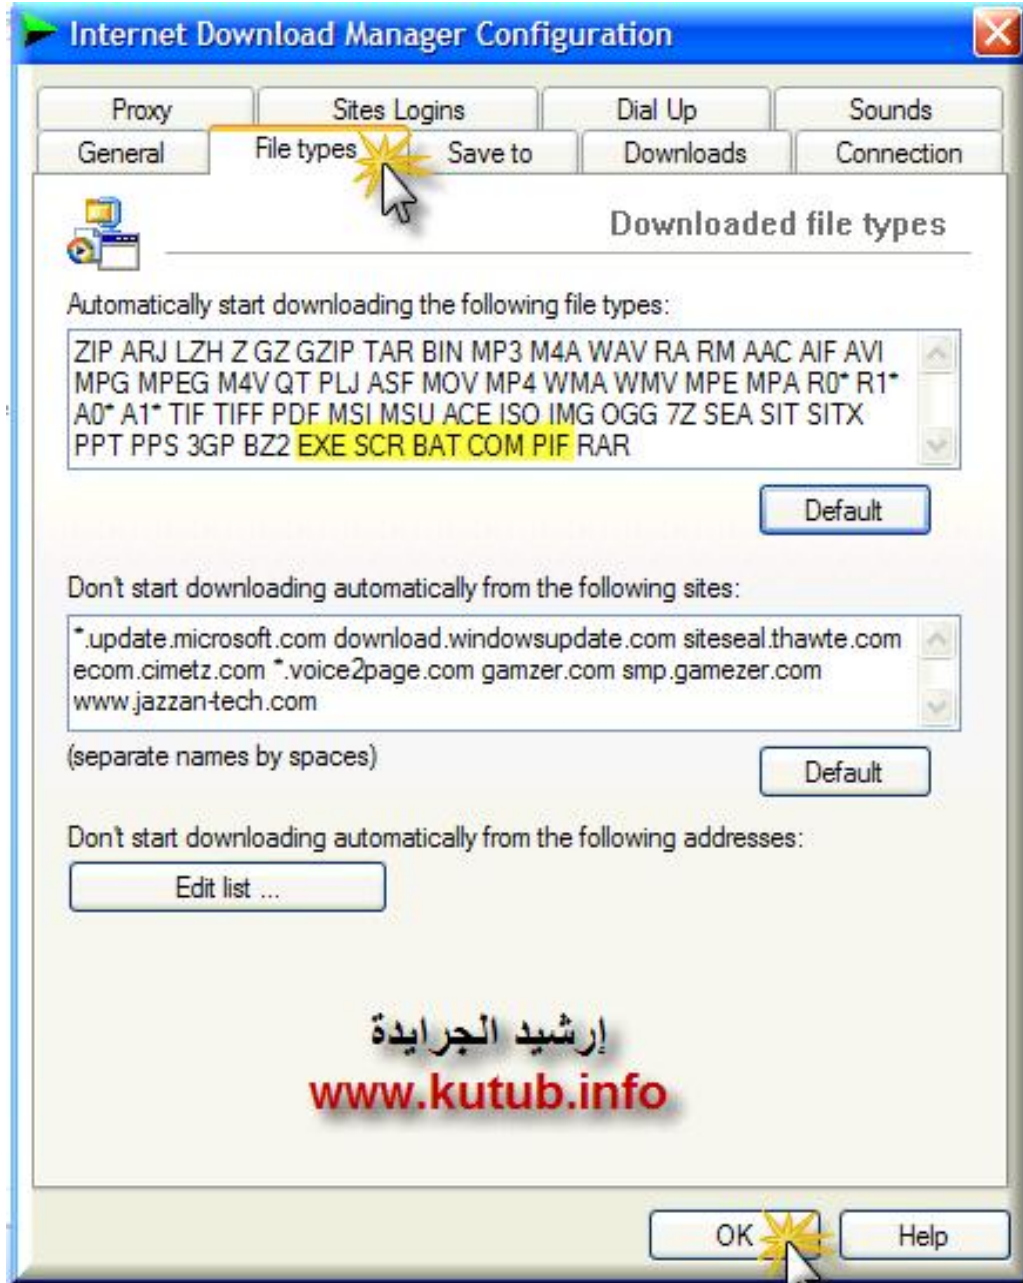 Internet Download Manager Configuration
Proxy Sites Logins Dial Up Sounds
General File types Save to Downloads Connection
Downloaded file types
Automatically start downloading the following file types:
ZIP ARJ LZH Z GZ GZIP TAR BIN MP3 M4A WAV RA RM AAC AIF AVI
MPG MPEG M4V QT PLJ ASF MOV MP4 WMA WMV MPE MPA R0* R1*
A0* A1* TIF TIFF PDF MSI MSU ACE ISO IMG OGG 7Z SEA SIT SITX
PPT PPS 3GP BZ2 EXE SCR BAT COM PIF RAR
Default
Don't start downloading automatically from the following sites:
*.update.microsoft.com download.windowsupdate.com siteseal.thawte.com
ecom.cimetz.com *.voice2page.com gamzer.com smp.gamezer.com
www.jazzan-tech.com
(separate names by spaces)
Default
Don't start downloading automatically from the following addresses:
Edit list ...
إرشيد الجرايدة
www.kutub.info
OK Help